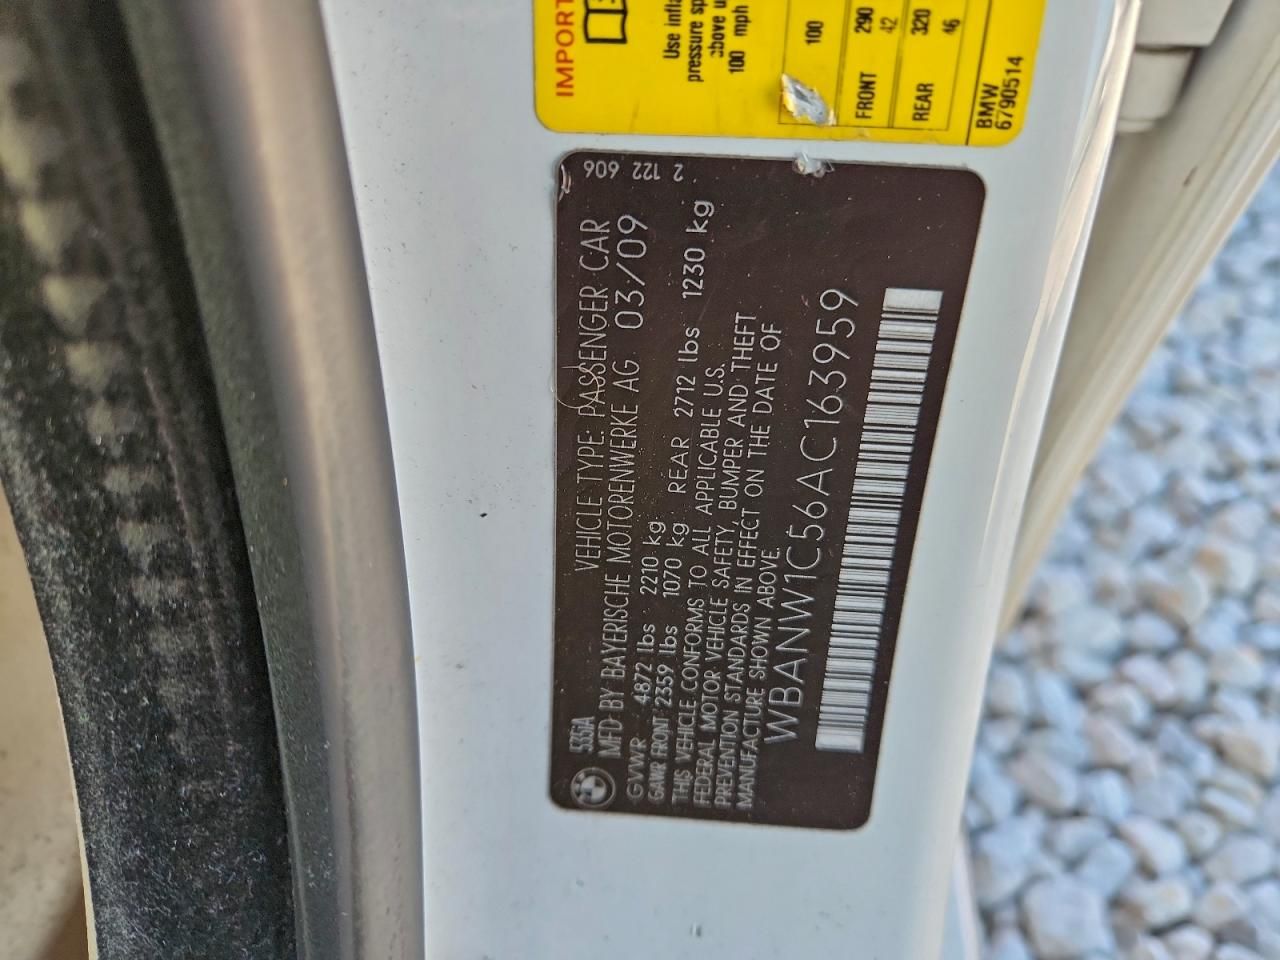 IMPORT
Use infla
pressure sp
above u
100 mph
100
FRONT 290
42
REAR 320
46
BMW
6790514
606 122 2
535iA VEHICLE TYPE: PASSENGER CAR
MFD BY BAYERISCHE MOTORENWERKE AG 03/09
GVWR 4872 lbs 2210 kg
GAWR FRONT 2359 lbs 1070 kg REAR 2712 lbs 1230 kg
THIS VEHICLE CONFORMS TO ALL APPLICABLE U.S.
FEDERAL MOTOR VEHICLE SAFETY, BUMPER AND THEFT
PREVENTION STANDARDS IN EFFECT ON THE DATE OF
MANUFACTURE SHOWN ABOVE.
WBANW1C56AC163959